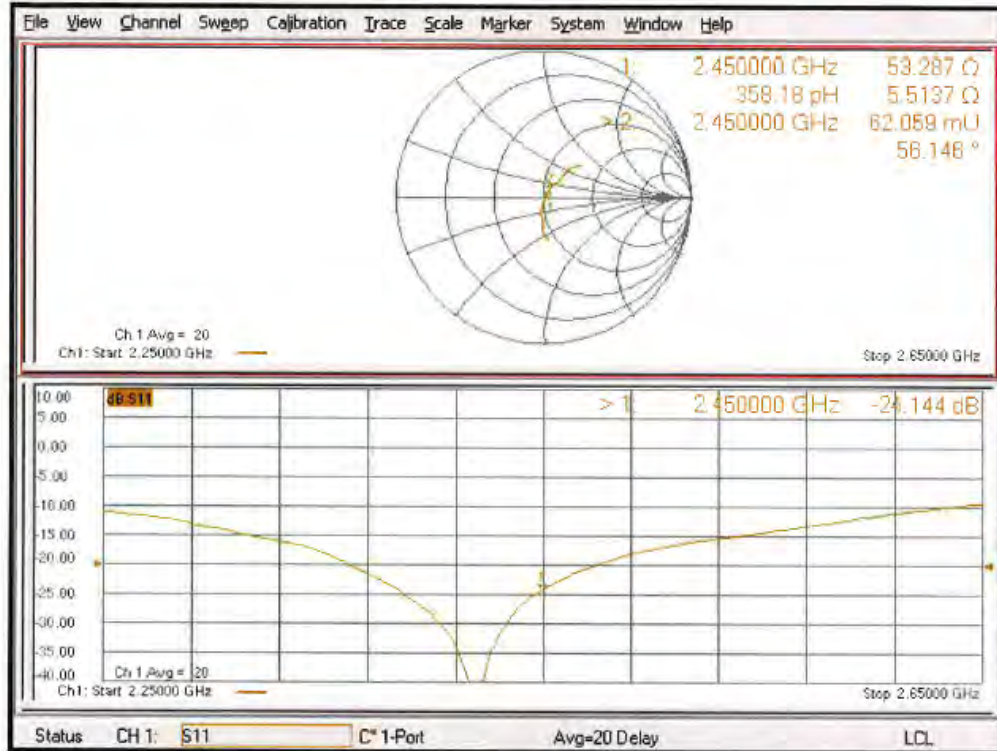 File View Channel Sweep Calibration Trace Scale Marker System Window Help
1 2.450000 GHz 53.287 Ω
358.18 pH 5.5137 Ω
> 2 2.450000 GHz 62.059 mU
56.146 °
Ch 1 Avg = 20
Ch1: Start 2.25000 GHz
Stop 2.65000 GHz
10.00 dB S11
> 1 2.450000 GHz -24.144 dB
5.00
0.00
-5.00
-10.00
-15.00
-20.00
-25.00
-30.00
-35.00
-40.00
Ch 1 Avg = 20
Ch1: Start 2.25000 GHz
Stop 2.65000 GHz
Status CH 1: S11 C* 1-Port Avg=20 Delay LCL